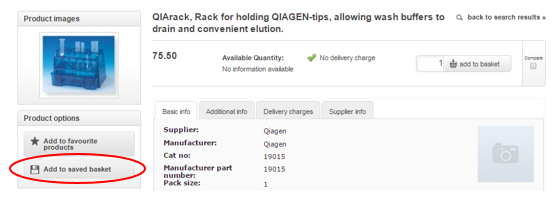 Product images
QIArack, Rack for holding QIAGEN-tips, allowing wash buffers to
drain and convenient elution.
back to search results »
75.50
Available Quantity:
No information available
No delivery charge
1
add to basket
Compare
Product options
Add to favourite
products
Add to saved basket
Basic info
Additional info
Delivery charges
Supplier info
Supplier: Qiagen
Manufacturer: Qiagen
Cat no: 19015
Manufacturer part 19015
number:
Pack size: 1